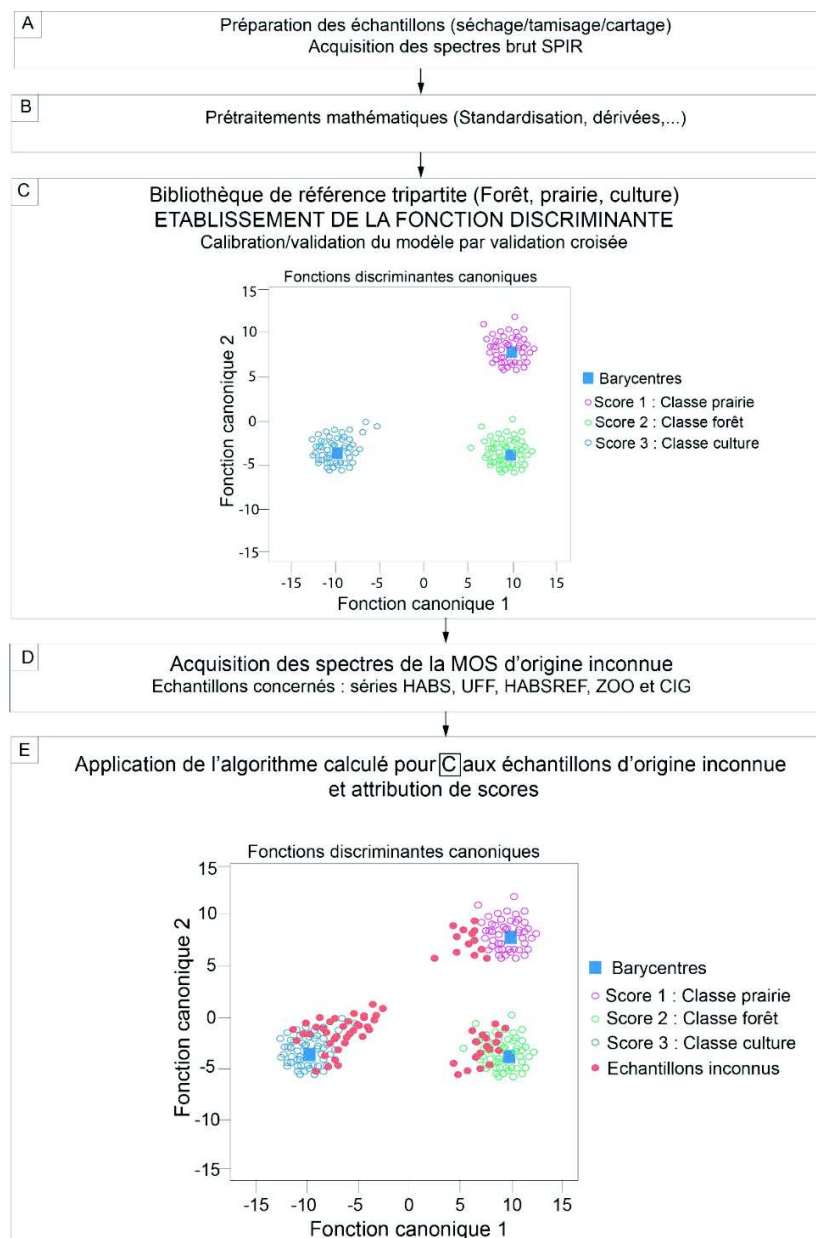 A
Préparation des échantillons (séchage/tamisage/cartage)
Acquisition des spectres brut SPIR
B
Prétraitements mathématiques (Standardisation, dérivées,...)
C
Bibliothèque de référence tripartite (Forêt, prairie, culture)
ETABLISSEMENT DE LA FONCTION DISCRIMINANTE
Calibration/validation du modèle par validation croisée
Fonctions discriminantes canoniques
15
10
5
0
-5
-10
-15
Fonction canonique 2
-15 -10 -5 0 5 10 15
Fonction canonique 1
Barycentres
Score 1 : Classe prairie
Score 2 : Classe forêt
Score 3 : Classe culture
D
Acquisition des spectres de la MOS d'origine inconnue
Echantillons concernés : séries HABS, UFF, HABSREF, ZOO et CIG
E
Application de l'algorithme calculé pour C aux échantillons d'origine inconnue
et attribution de scores
Fonctions discriminantes canoniques
15
10
5
0
-5
-10
-15
Fonction canonique 2
-15 -10 -5 0 5 10 15
Fonction canonique 1
Barycentres
Score 1 : Classe prairie
Score 2 : Classe forêt
Score 3 : Classe culture
Echantillons inconnus